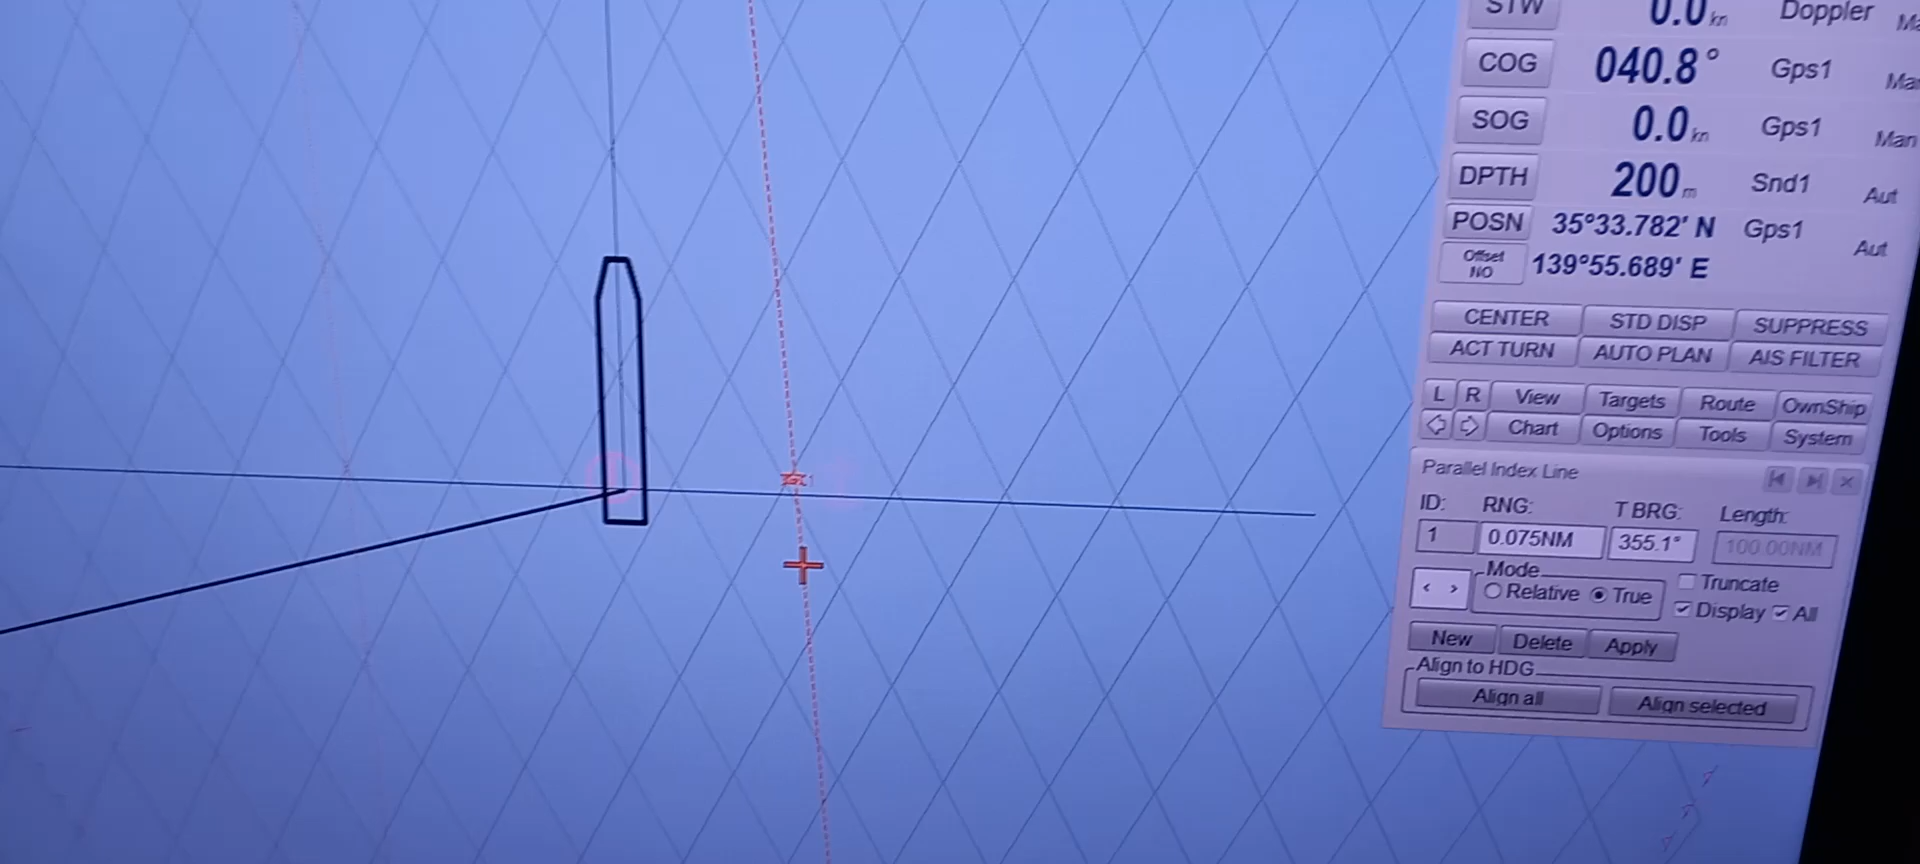 STW 0.0 kn Doppler
COG 040.8° Gps1
SOG 0.0 kn Gps1 Man
DPTH 200 m Snd1 Aut
POSN 35°33.782' N Gps1 Aut
Offset NO 139°55.689' E
CENTER STD DISP SUPPRESS
ACT TURN AUTO PLAN AIS FILTER
L R View Targets Route OwnShip
Chart Options Tools System
Parallel Index Line
ID: RNG: T BRG: Length:
1 0.075NM 355.1° 100.00NM
Mode Truncate
< > Relative True Display All
New Delete Apply
Align to HDG
Align all Align selected